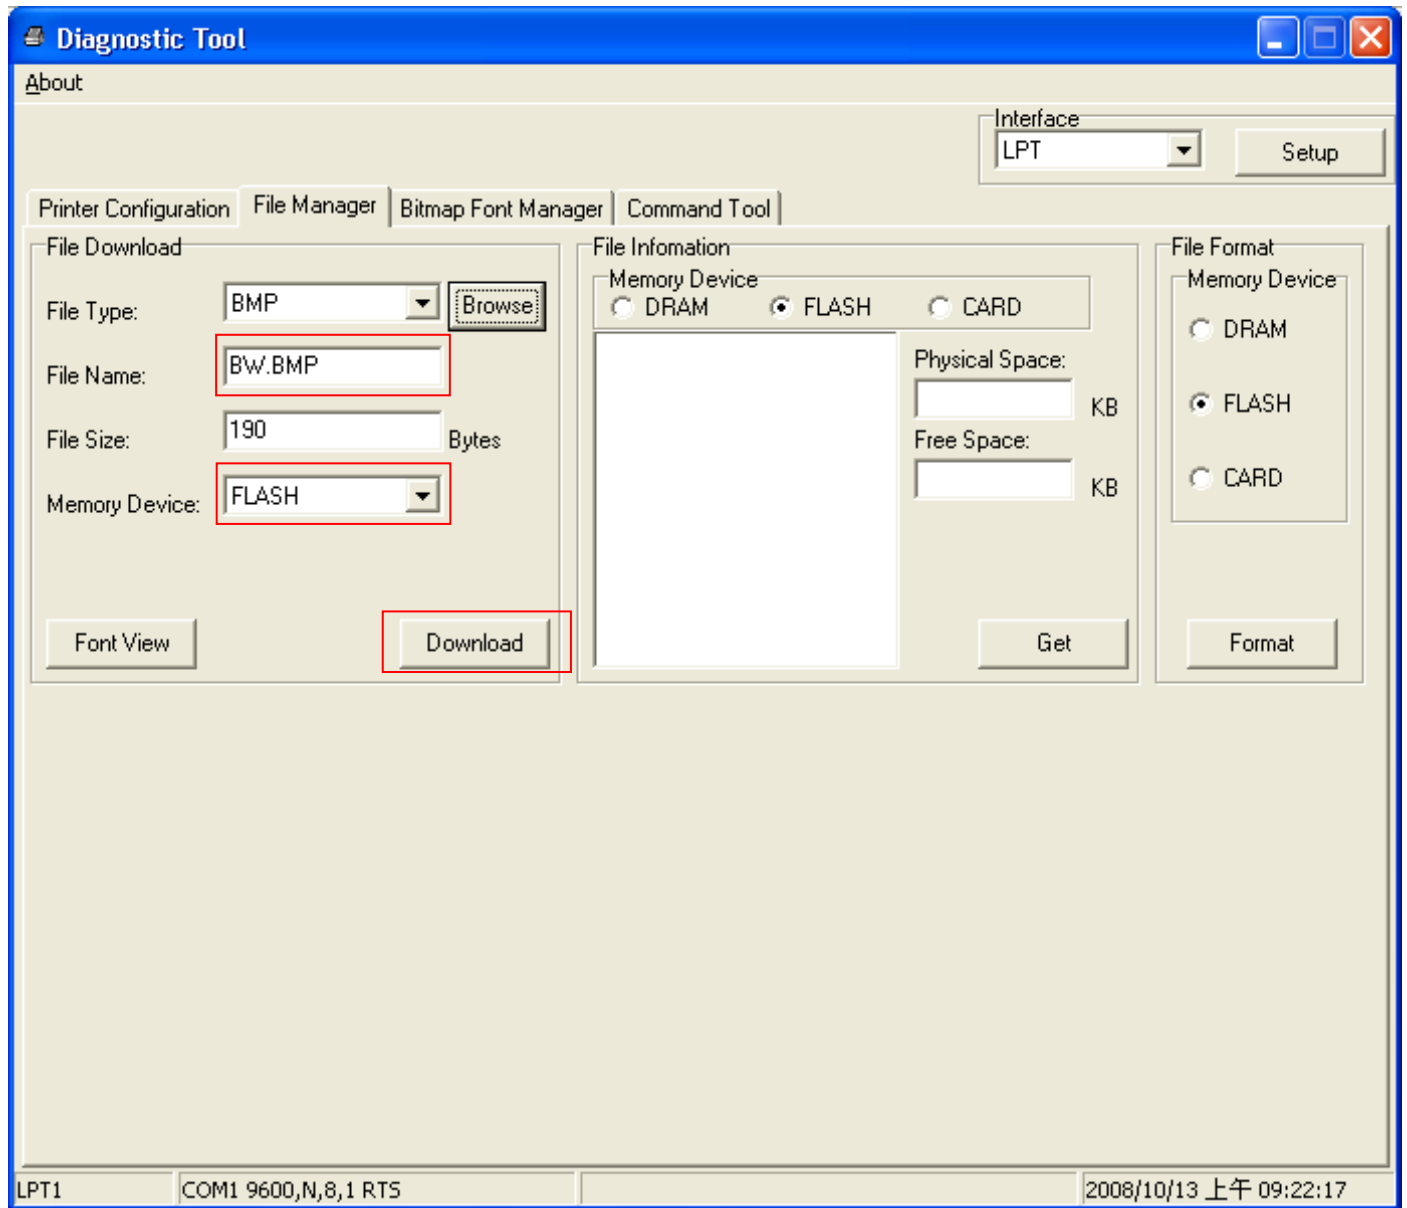 Diagnostic Tool
About
Interface
LPT
Setup
Printer Configuration
File Manager
Bitmap Font Manager
Command Tool
File Download
File Type:
BMP
Browse
File Name:
BW.BMP
File Size:
190
Bytes
Memory Device:
FLASH
Font View
Download
File Infomation
Memory Device
DRAM
FLASH
CARD
Physical Space:
KB
Free Space:
KB
Get
File Format
Memory Device
DRAM
FLASH
CARD
Format
LPT1
COM1 9600,N,8,1 RTS
2008/10/13 上午 09:22:17